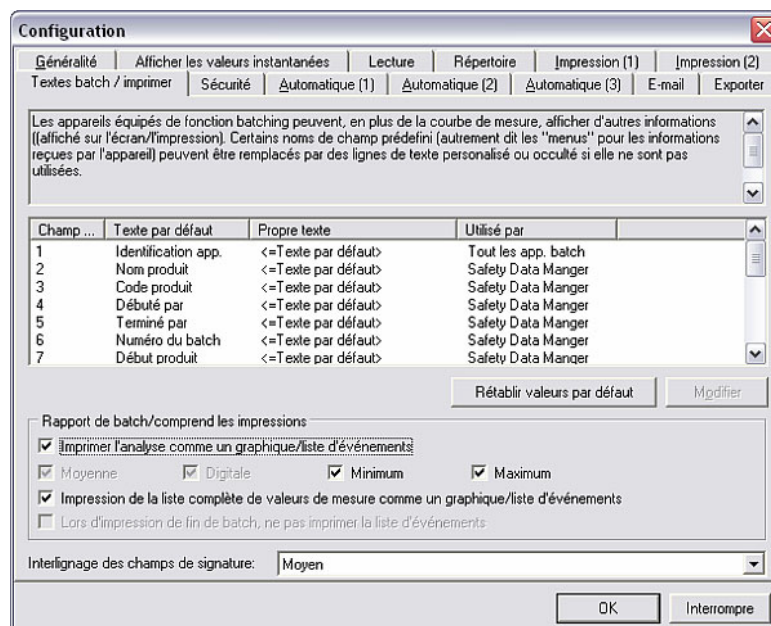 Configuration
Généralité Afficher les valeurs instantanées Lecture Répertoire Impression (1) Impression (2)
Textes batch / imprimer Sécurité Automatique (1) Automatique (2) Automatique (3) E-mail Exporter
Les appareils équipés de fonction batching peuvent, en plus de la courbe de mesure, afficher d'autres informations
((affiché sur l'écran/l'impression). Certains noms de champ prédefini (autrement dit les "menus" pour les informations
reçues par l'appareil) peuvent être remplacés par des lignes de texte personalisé ou occulté si elle ne sont pas
utilisées.
Champ ... Texte par défaut Propre texte Utilisé par
1 Identification app. <=Texte par défaut> Tout les app. batch
2 Nom produit <=Texte par défaut> Safety Data Manger
3 Code produit <=Texte par défaut> Safety Data Manger
4 Débuté par <=Texte par défaut> Safety Data Manger
5 Terminé par <=Texte par défaut> Safety Data Manger
6 Numéro du batch <=Texte par défaut> Safety Data Manger
7 Début produit <=Texte par défaut> Safety Data Manger
Rétablir valeurs par défaut Modifier
Rapport de batch/comprend les impressions
Imprimer l'analyse comme un graphique/liste d'événements
Moyenne Digitale Minimum Maximum
Impression de la liste complète de valeurs de mesure comme un graphique/liste d'événements
Lors d'impression de fin de batch, ne pas imprimer la liste d'événements
Interlignage des champs de signature: Moyen
OK Interrompre